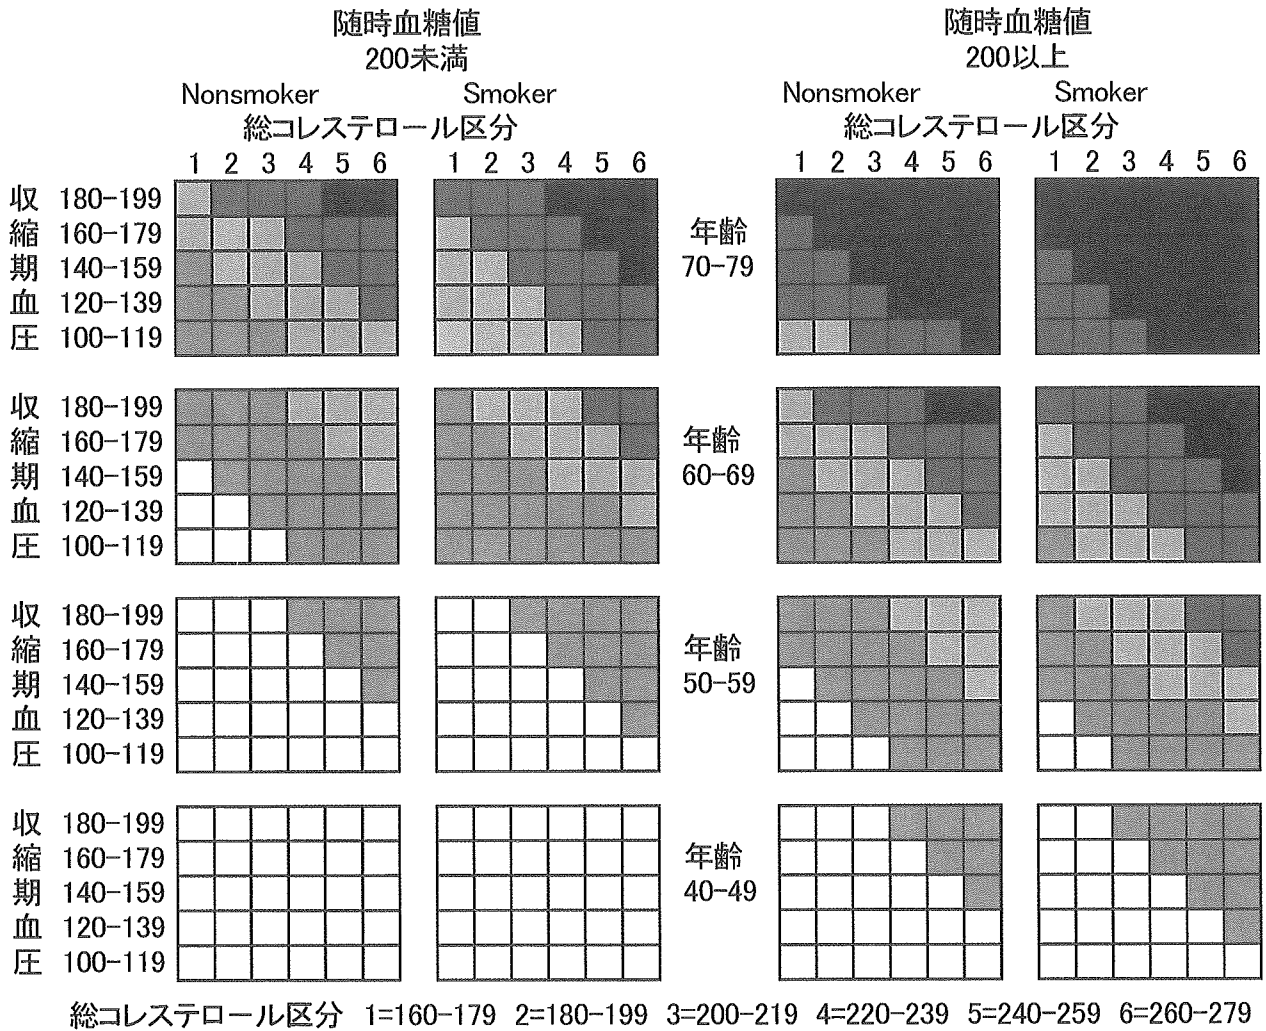 随時血糖値 随時血糖値
200未満 200以上
Nonsmoker Smoker Nonsmoker Smoker
総コレステロール区分 総コレステロール区分
1 2 3 4 5 6 1 2 3 4 5 6 1 2 3 4 5 6 1 2 3 4 5 6
収 180-199
縮 160-179 年齢
期 140-159 70-79
血 120-139
圧 100-119
収 180-199
縮 160-179 年齢
期 140-159 60-69
血 120-139
圧 100-119
収 180-199
縮 160-179 年齢
期 140-159 50-59
血 120-139
圧 100-119
収 180-199
縮 160-179 年齢
期 140-159 40-49
血 120-139
圧 100-119
総コレステロール区分 1=160-179 2=180-199 3=200-219 4=220-239 5=240-259 6=260-279